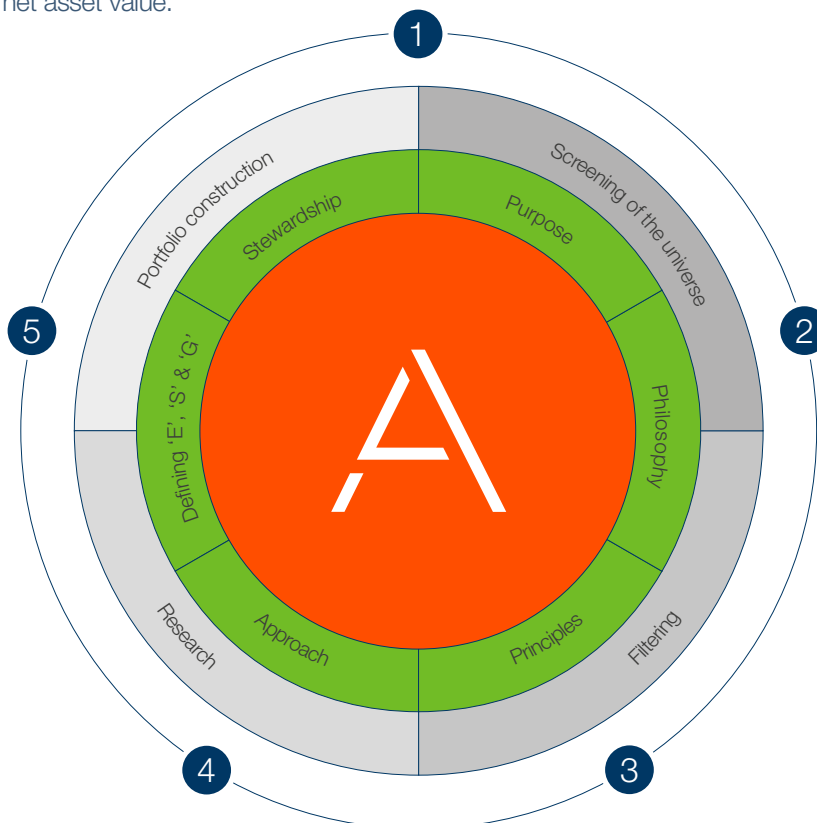 net asset value.
1
Screening of the universe
Purpose
2
Philosophy
Filtering
Principles
3
Research
Approach
4
Defining ‘E’, ‘S’ & ‘G’
5
Portfolio construction
Stewardship
A